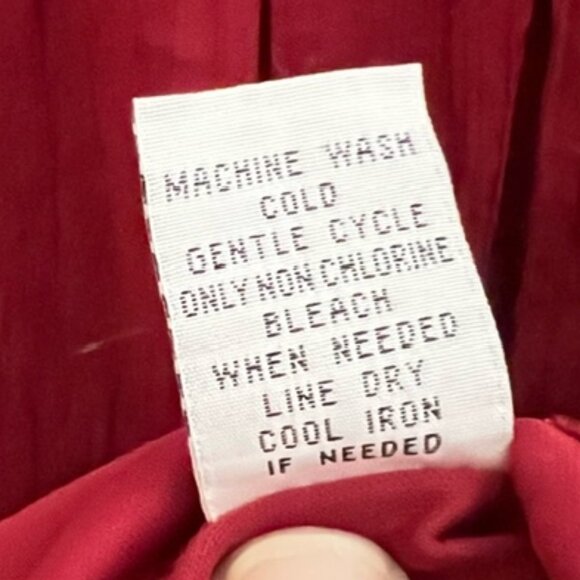 MACHINE WASH
COLD
GENTLE CYCLE
ONLY NON CHLORINE
BLEACH
WHEN NEEDED
LINE DRY
COOL IRON
IF NEEDED